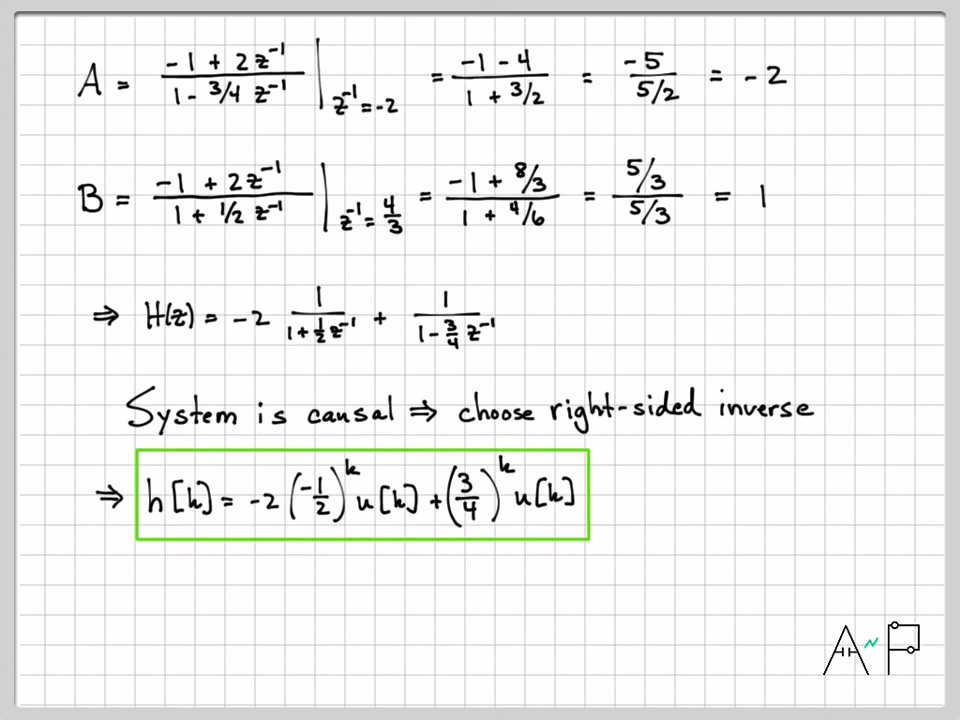 A = (-1 + 2z⁻¹)/(1 - 3/4 z⁻¹) | z⁻¹=-2 = (-1 - 4)/(1 + 3/2) = -5/(5/2) = -2
B = (-1 + 2z⁻¹)/(1 + 1/2 z⁻¹) | z⁻¹=4/3 = (-1 + 8/3)/(1 + 4/6) = (5/3)/(5/3) = 1
⇒ H(z) = -2 1/(1+1/2 z⁻¹) + 1/(1-3/4 z⁻¹)
System is causal ⇒ choose right-sided inverse
⇒ h[k] = -2 (-1/2)^k u[k] + (3/4)^k u[k]
AP